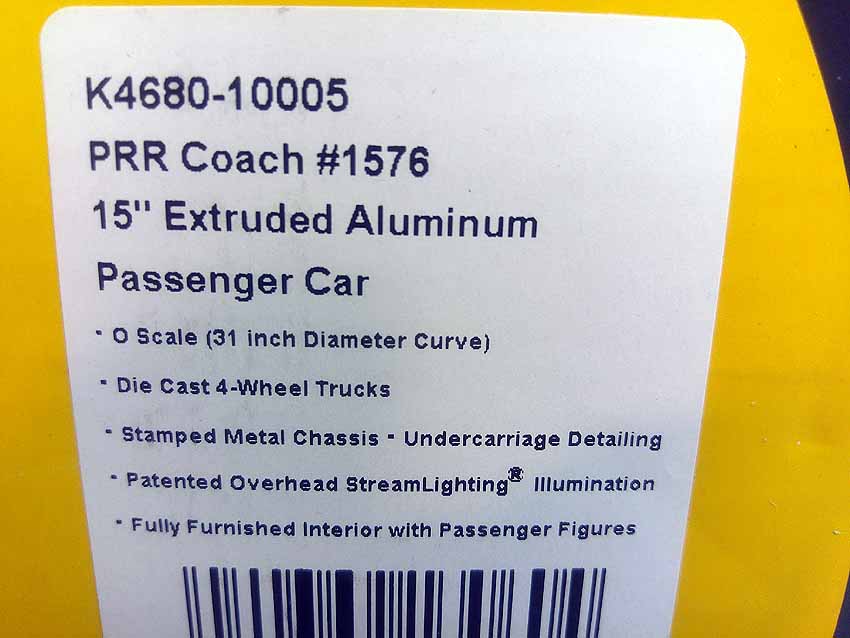 K4680-10005
PRR Coach #1576
15" Extruded Aluminum
Passenger Car
· O Scale (31 inch Diameter Curve)
· Die Cast 4-Wheel Trucks
· Stamped Metal Chassis · Undercarriage Detailing
· Patented Overhead StreamLighting® Illumination
· Fully Furnished Interior with Passenger Figures